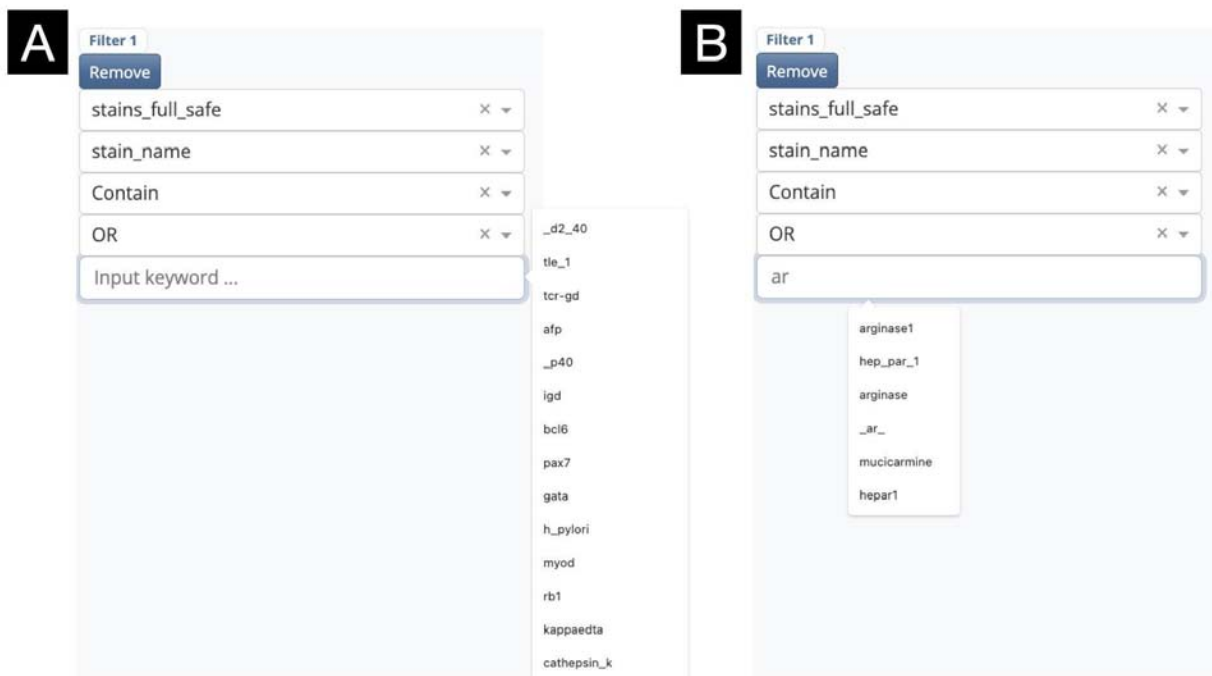 A
Filter 1
Remove
stains_full_safe
stain_name
Contain
OR
Input keyword ...
_d2_40
tle_1
tcr-gd
afp
_p40
igd
bcl6
pax7
gata
h_pylori
myod
rb1
kappaedta
cathepsin_k
B
Filter 1
Remove
stains_full_safe
stain_name
Contain
OR
ar
arginase1
hep_par_1
arginase
_ar_
mucicarmine
hepar1